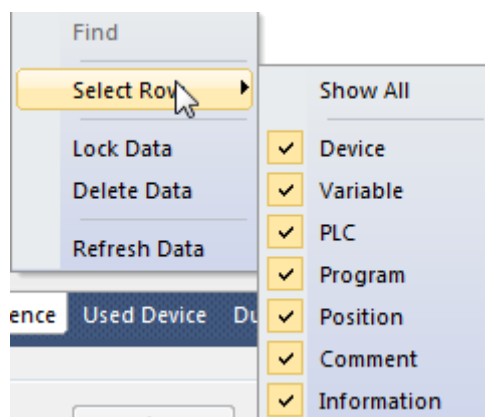 Find
Select Row
Lock Data
Delete Data
Refresh Data
Show All
Device
Variable
PLC
Program
Position
Comment
Information
ence Used Device Du